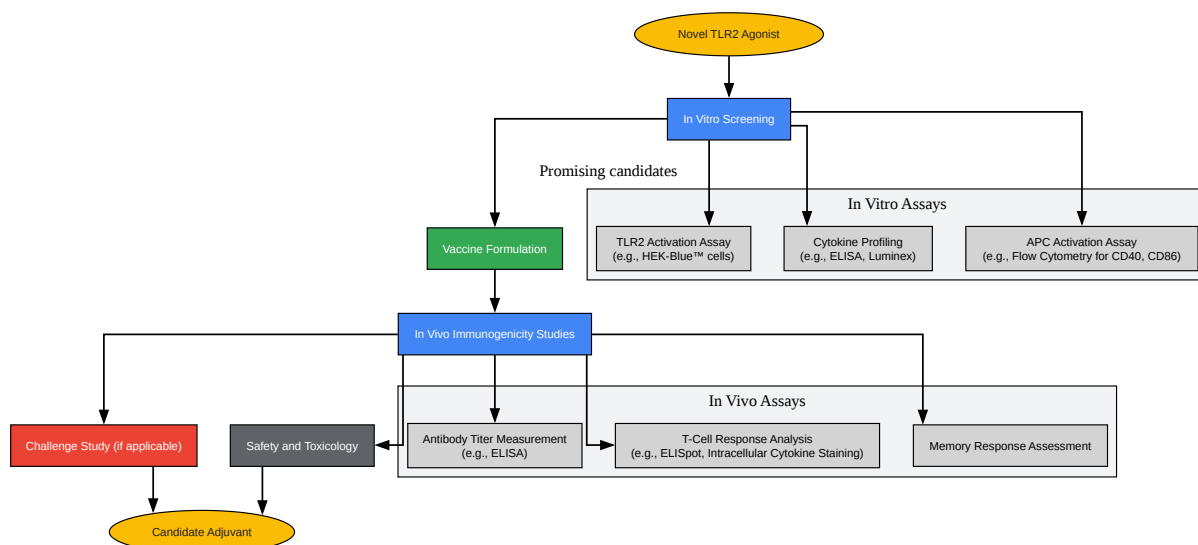 Novel TLR2 Agonist
In Vitro Screening
Promising candidates
In Vitro Assays
TLR2 Activation Assay
(e.g., HEK-Blue™ cells)
Cytokine Profiling
(e.g., ELISA, Luminex)
APC Activation Assay
(e.g., Flow Cytometry for CD40, CD86)
Vaccine Formulation
In Vivo Immunogenicity Studies
In Vivo Assays
Challenge Study (if applicable)
Safety and Toxicology
Antibody Titer Measurement
(e.g., ELISA)
T-Cell Response Analysis
(e.g., ELISpot, Intracellular Cytokine Staining)
Memory Response Assessment
Candidate Adjuvant